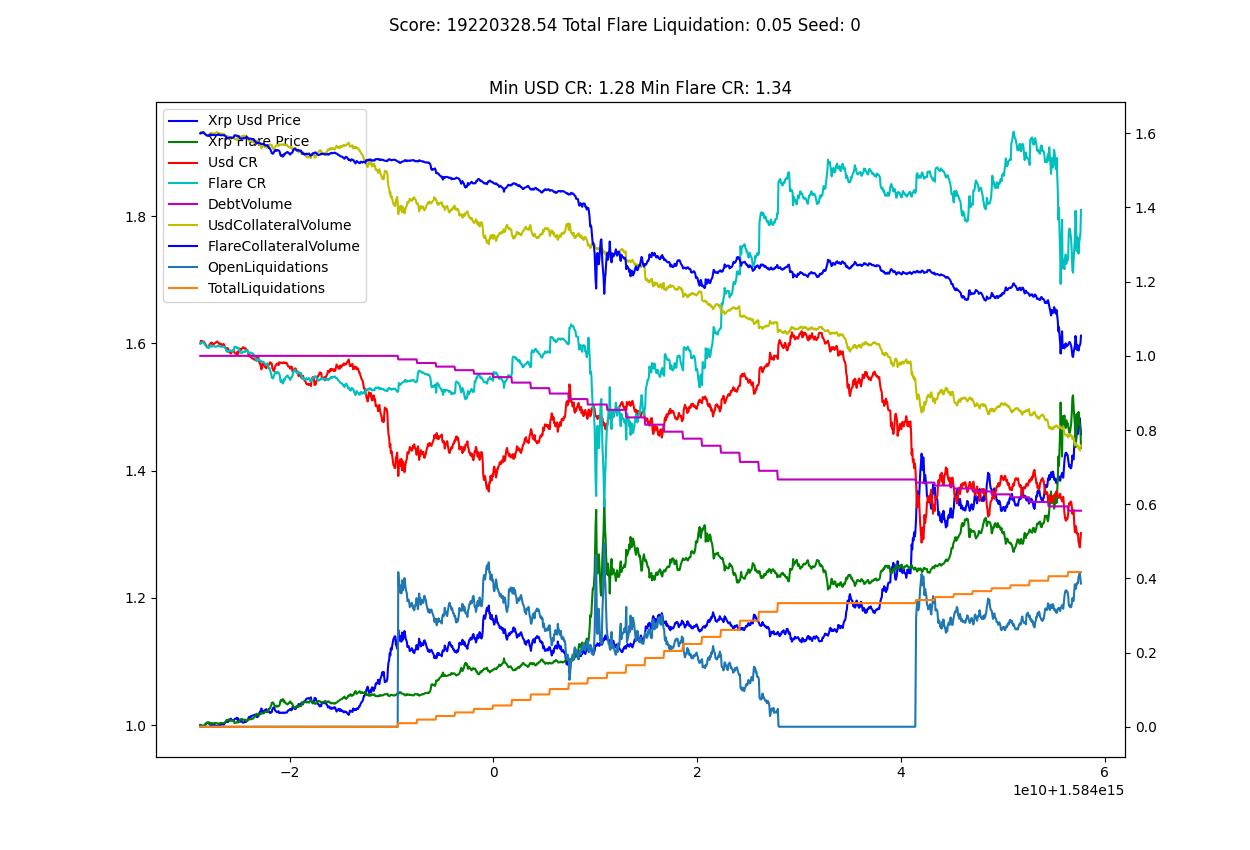 Score: 19220328.54 Total Flare Liquidation: 0.05 Seed: 0
Min USD CR: 1.28 Min Flare CR: 1.34
Xrp Usd Price
Xrp Flare Price
Usd CR
Flare CR
DebtVolume
UsdCollateralVolume
FlareCollateralVolume
OpenLiquidations
TotalLiquidations
1.8
1.6
1.4
1.2
1.0
1.6
1.4
1.2
1.0
0.8
0.6
0.4
0.2
0.0
−2 0 2 4 6
1e10+1.584e15